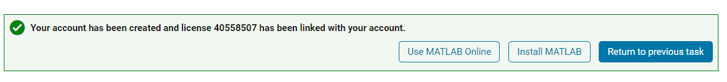 Your account has been created and license 40558507 has been linked with your account.
Use MATLAB Online Install MATLAB Return to previous task